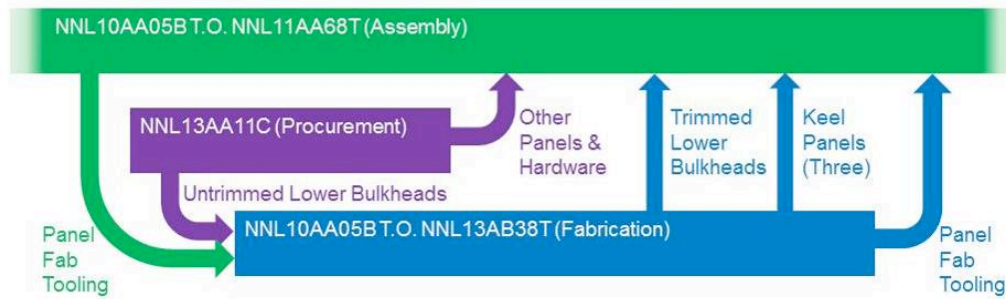 NNL10AA05B T.O. NNL11AA68T (Assembly)
NNL13AA11C (Procurement)
Other
Panels &
Hardware
Trimmed
Lower
Bulkheads
Keel
Panels
(Three)
Untrimmed Lower Bulkheads
NNL10AA05B T.O. NNL13AB38T (Fabrication)
Panel
Fab
Tooling
Panel
Fab
Tooling